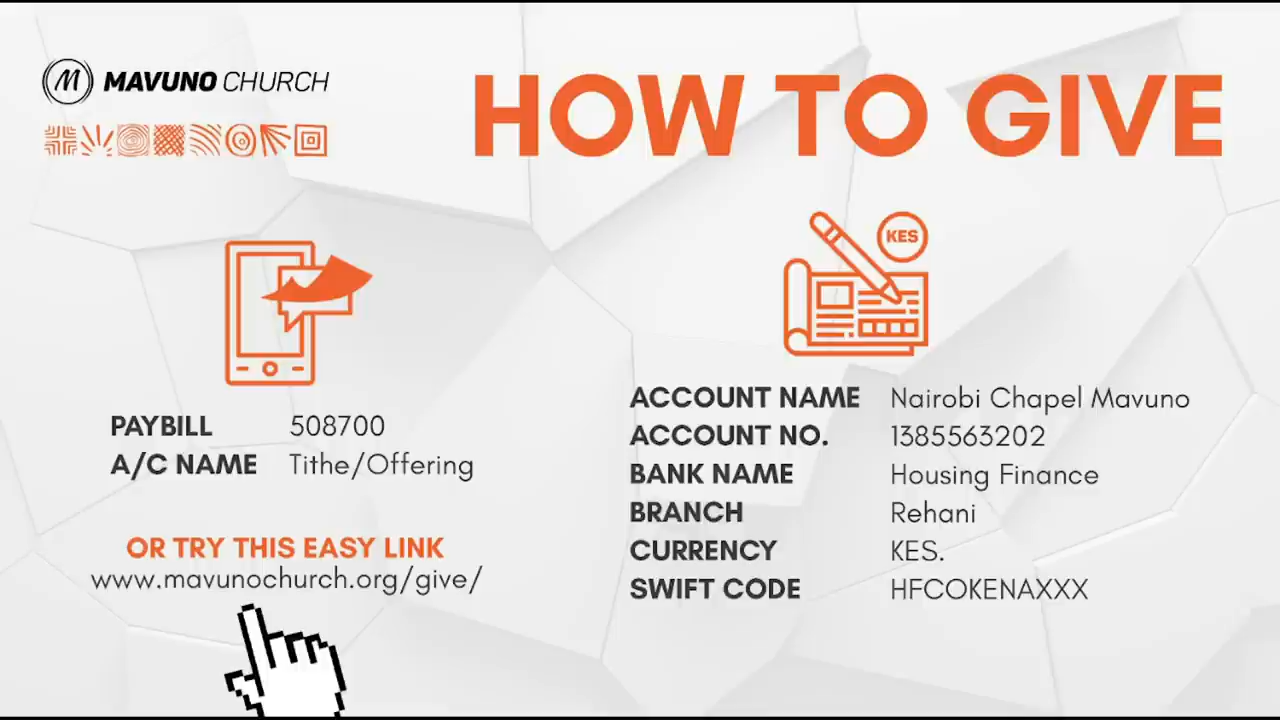 MAVUNO CHURCH
HOW TO GIVE
KES
PAYBILL 508700
A/C NAME Tithe/Offering
OR TRY THIS EASY LINK
www.mavunochurch.org/give/
ACCOUNT NAME Nairobi Chapel Mavuno
ACCOUNT NO. 1385563202
BANK NAME Housing Finance
BRANCH Rehani
CURRENCY KES.
SWIFT CODE HFCOKENAXXX